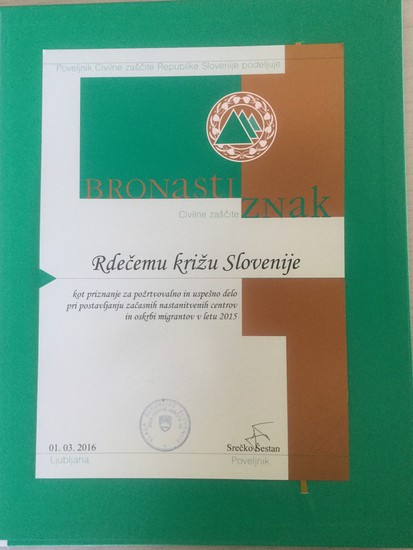 Poveljnik Civilne zaščite Republike Slovenije podeljuje
BRONasti
znak
Civilne zaščite
Rdečemu križu Slovenije
kot priznanje za požrtvovalno in uspešno delo
pri postavljanju začasnih nastanitvenih centrov
in oskrbi migrantov v letu 2015
01. 03. 2016
Ljubljana
Srečko Šestan
Poveljnik